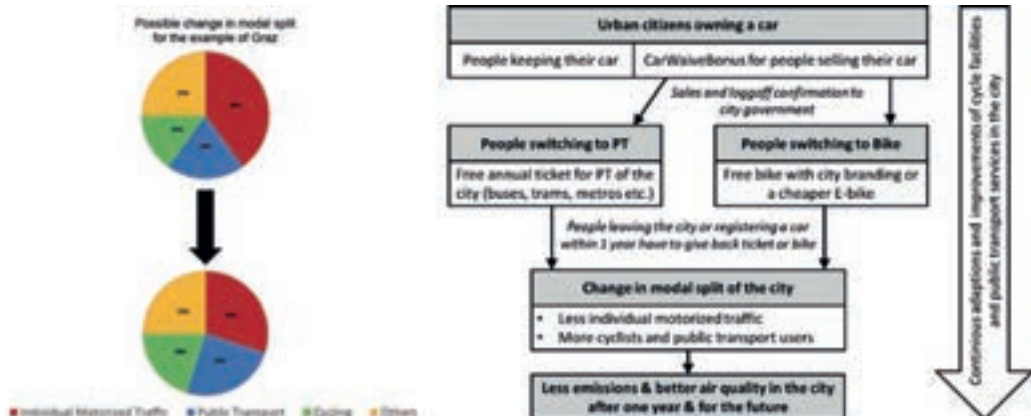 Possible change in modal split
for the example of Graz
Individual Motorized Traffic
Public Transport
Cycling
Others
Urban citizens owning a car
People keeping their car
CarWaiveBonus for people selling their car
Sales and loggoff confirmation to
city government
People switching to PT
Free annual ticket for PT of the
city (buses, trams, metros etc.)
People switching to Bike
Free bike with city branding or
a cheaper E-bike
People leaving the city or registering a car
within 1 year have to give back ticket or bike
Change in modal split of the city
• Less individual motorized traffic
• More cyclists and public transport users
Less emissions & better air quality in the city
after one year & for the future
Continious adaptions and improvements of cycle facilities
and public transport services in the city